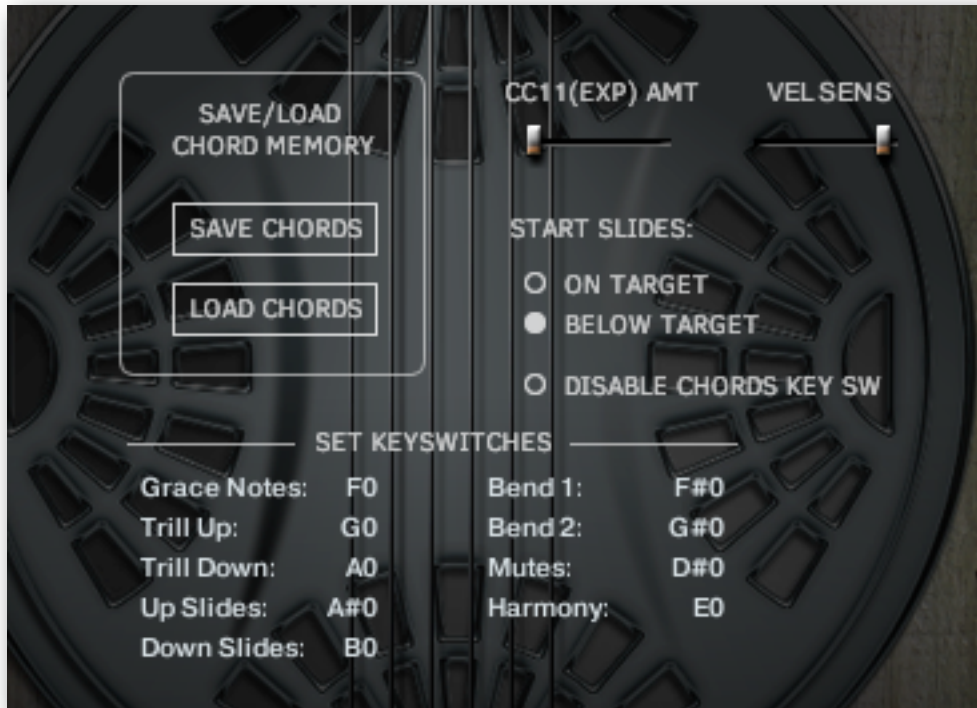 SAVE/LOAD
CHORD MEMORY
SAVE CHORDS
LOAD CHORDS
CC11(EXP) AMT
VEL SENS
START SLIDES:
ON TARGET
BELOW TARGET
DISABLE CHORDS KEY SW
SET KEYSWITCHES
Grace Notes: F0
Trill Up: G0
Trill Down: A0
Up Slides: A#0
Down Slides: B0
Bend 1: F#0
Bend 2: G#0
Mutes: D#0
Harmony: E0